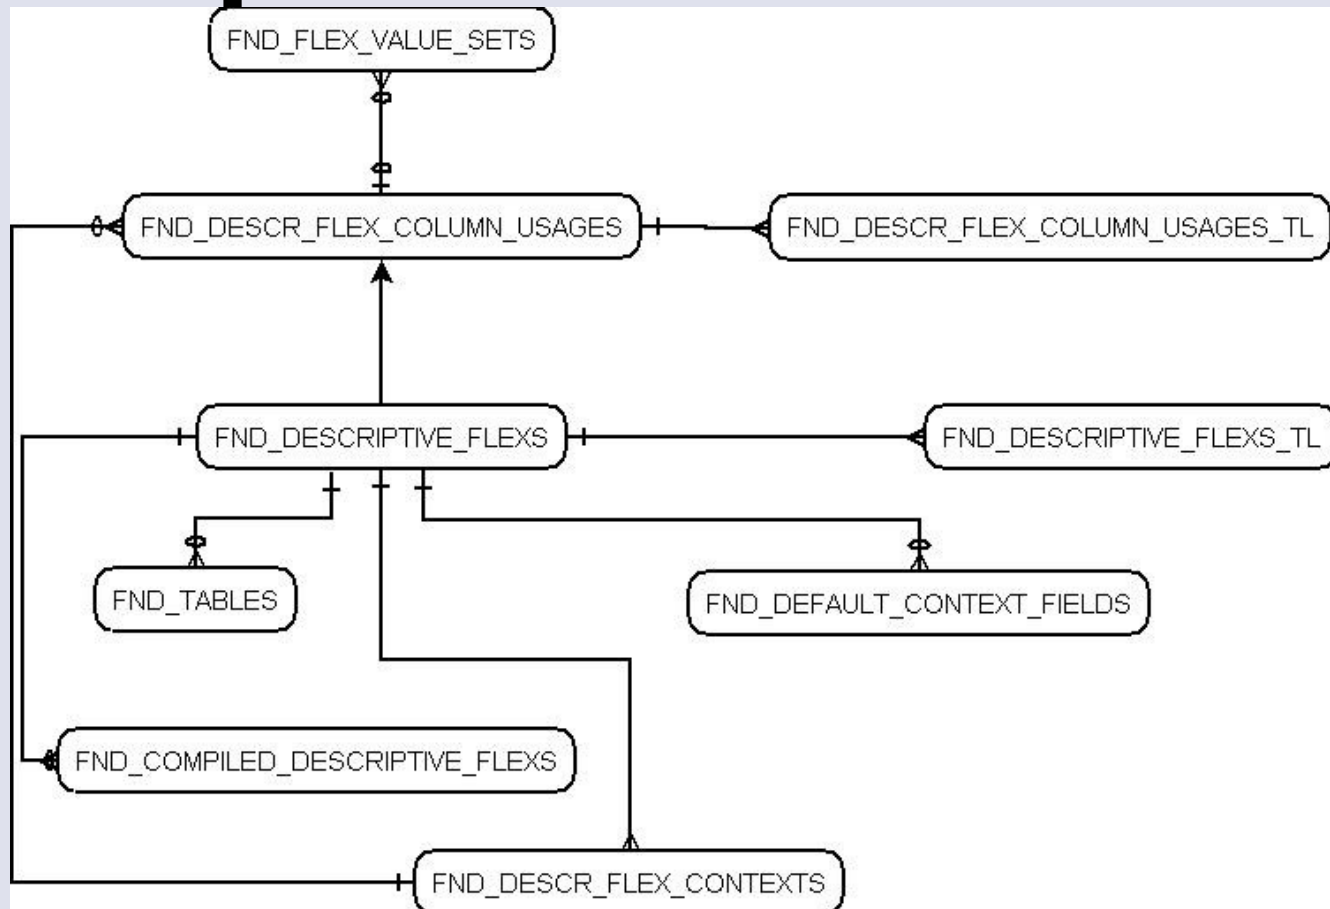 FND_FLEX_VALUE_SETS
FND_DESCR_FLEX_COLUMN_USAGES
FND_DESCR_FLEX_COLUMN_USAGES_TL
FND_DESCRIPTIVE_FLEXS
FND_DESCRIPTIVE_FLEXS_TL
FND_TABLES
FND_DEFAULT_CONTEXT_FIELDS
FND_COMPILED_DESCRIPTIVE_FLEXS
FND_DESCR_FLEX_CONTEXTS